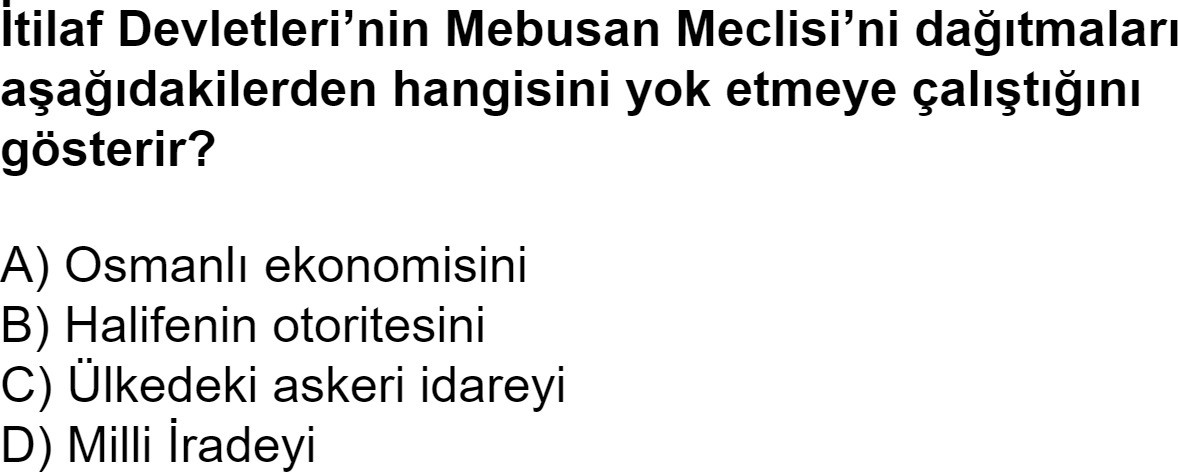 İtilaf Devletleri’nin Mebusan Meclisi’ni dağıtmaları
aşağıdakilerden hangisini yok etmeye çalıştığını
gösterir?
A) Osmanlı ekonomisini
B) Halifenin otoritesini
C) Ülkedeki askeri idareyi
D) Milli İradeyi